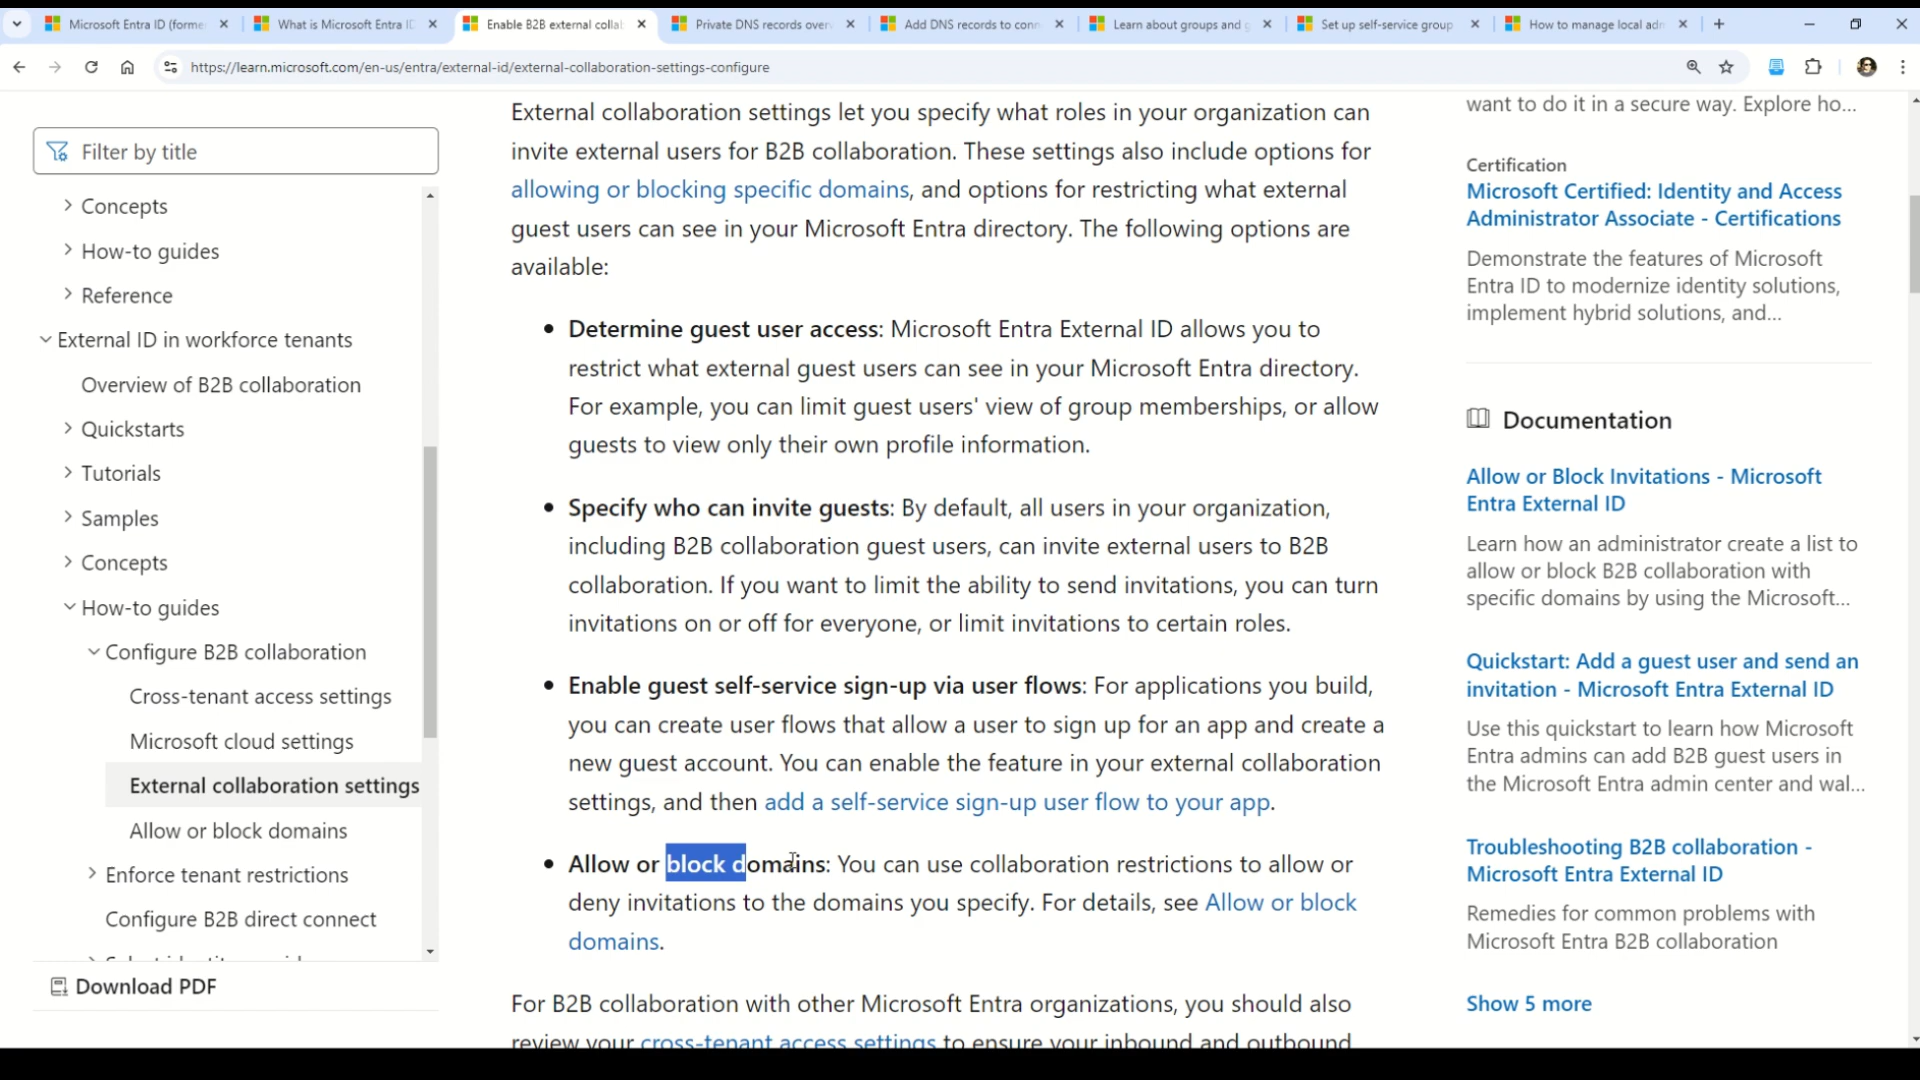 Microsoft Entra ID (former
What is Microsoft Entra ID
Enable B2B external collab
Private DNS records over
Add DNS records to conn
Learn about groups and g
Set up self-service group
How to manage local adm
https://learn.microsoft.com/en-us/entra/external-id/external-collaboration-settings-configure
Filter by title
Concepts
How-to guides
Reference
External ID in workforce tenants
Overview of B2B collaboration
Quickstarts
Tutorials
Samples
Concepts
How-to guides
Configure B2B collaboration
Cross-tenant access settings
Microsoft cloud settings
External collaboration settings
Allow or block domains
Enforce tenant restrictions
Configure B2B direct connect
Download PDF
External collaboration settings let you specify what roles in your organization can
invite external users for B2B collaboration. These settings also include options for
allowing or blocking specific domains, and options for restricting what external
guest users can see in your Microsoft Entra directory. The following options are
available:
• Determine guest user access: Microsoft Entra External ID allows you to
restrict what external guest users can see in your Microsoft Entra directory.
For example, you can limit guest users' view of group memberships, or allow
guests to view only their own profile information.
• Specify who can invite guests: By default, all users in your organization,
including B2B collaboration guest users, can invite external users to B2B
collaboration. If you want to limit the ability to send invitations, you can turn
invitations on or off for everyone, or limit invitations to certain roles.
• Enable guest self-service sign-up via user flows: For applications you build,
you can create user flows that allow a user to sign up for an app and create a
new guest account. You can enable the feature in your external collaboration
settings, and then add a self-service sign-up user flow to your app.
• Allow or block domains: You can use collaboration restrictions to allow or
deny invitations to the domains you specify. For details, see Allow or block
domains.
For B2B collaboration with other Microsoft Entra organizations, you should also
review your cross-tenant access settings to ensure your inbound and outbound
want to do it in a secure way. Explore ho...
Certification
Microsoft Certified: Identity and Access
Administrator Associate - Certifications
Demonstrate the features of Microsoft
Entra ID to modernize identity solutions,
implement hybrid solutions, and...
Documentation
Allow or Block Invitations - Microsoft
Entra External ID
Learn how an administrator create a list to
allow or block B2B collaboration with
specific domains by using the Microsoft...
Quickstart: Add a guest user and send an
invitation - Microsoft Entra External ID
Use this quickstart to learn how Microsoft
Entra admins can add B2B guest users in
the Microsoft Entra admin center and wal...
Troubleshooting B2B collaboration -
Microsoft Entra External ID
Remedies for common problems with
Microsoft Entra B2B collaboration
Show 5 more